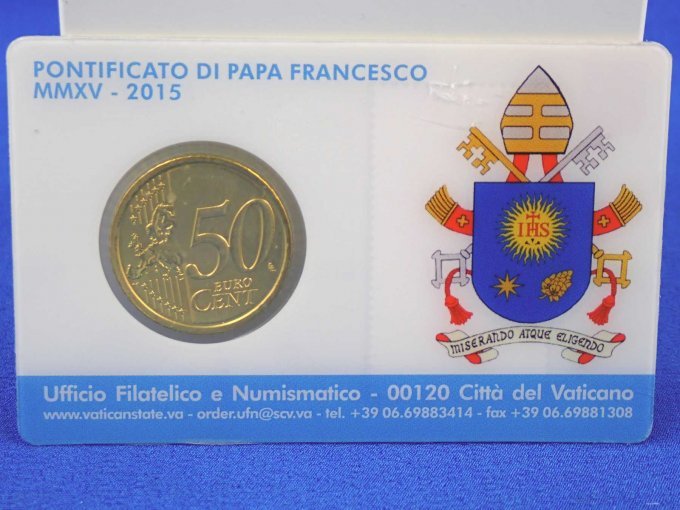 PONTIFICATO DI PAPA FRANCESCO
MMXV - 2015
50
EURO
CENT
IHS
MISERANDO ATQUE ELIGENDO
Ufficio Filatelico e Numismatico - 00120 Città del Vaticano
www.vaticanstate.va - order.ufn@scv.va - tel. +39 06.69883414 - fax +39 06.69881308